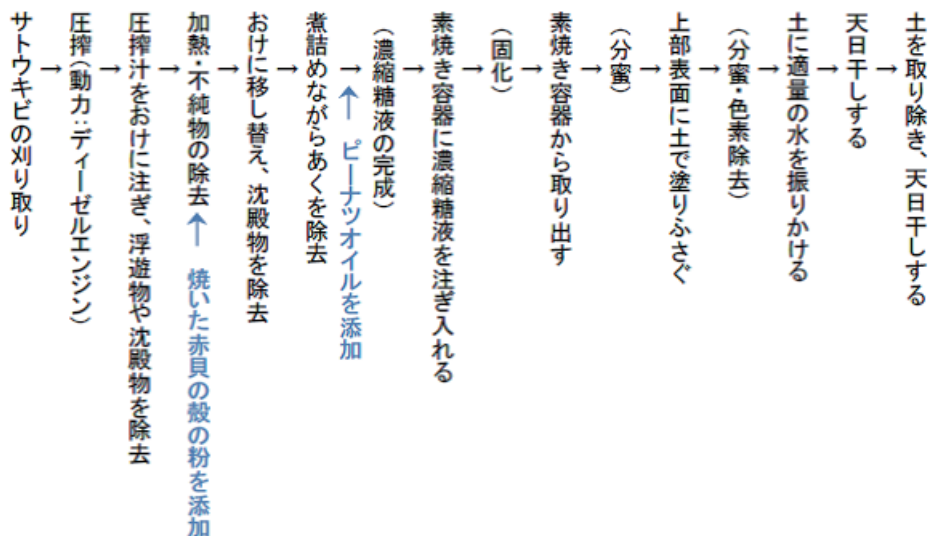 サトウキビの刈り取り
→
圧搾（動力：ディーゼルエンジン）
→
圧搾汁をおけに注ぎ、浮遊物や沈殿物を除去
→
加熱・不純物の除去 ← 焼いた赤貝の殻の粉を添加
→
おけに移し替え、沈殿物を除去
→
煮詰めながらあくを除去
→ ← ピーナツオイルを添加
（濃縮糖液の完成）
→
素焼き容器に濃縮糖液を注ぎ入れる
→
（固化）
→
素焼き容器から取り出す
→
（分蜜）
→
上部表面に土で塗りふさぐ
→
（分蜜・色素除去）
→
土に適量の水を振りかける
→
天日干しする
→
土を取り除き、天日干しする